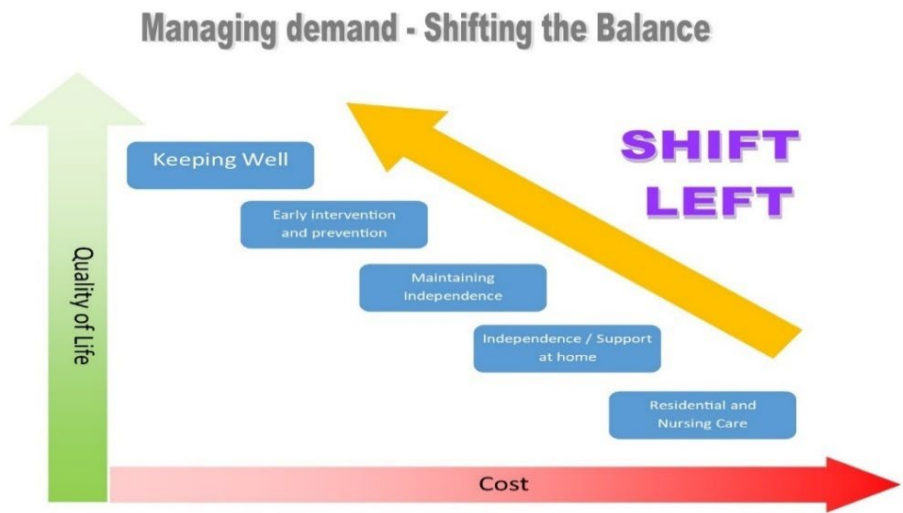 Managing demand - Shifting the Balance
SHIFT
LEFT
Keeping Well
Early intervention
and prevention
Maintaining
Independence
Independence / Support
at home
Residential and
Nursing Care
Quality of Life
Cost